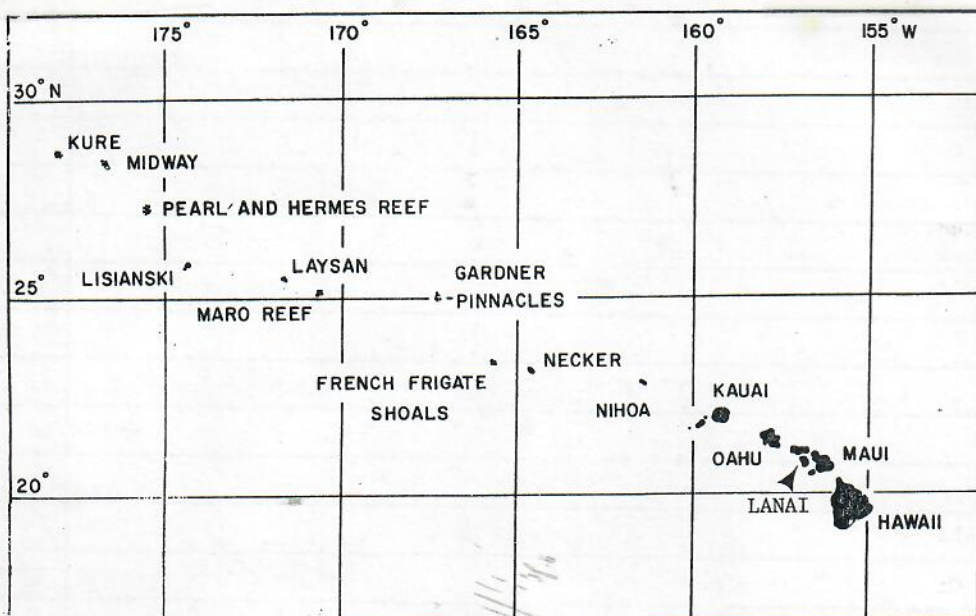 175° 170° 165° 160° 155° W
30° N
KURE
MIDWAY
PEARL AND HERMES REEF
LISIANSKI
LAYSAN
GARDNER
PINNACLES
25°
MARO REEF
NECKER
FRENCH FRIGATE
SHOALS
NIHOA
KAUAI
OAHU
MAUI
20°
LANAI
HAWAII